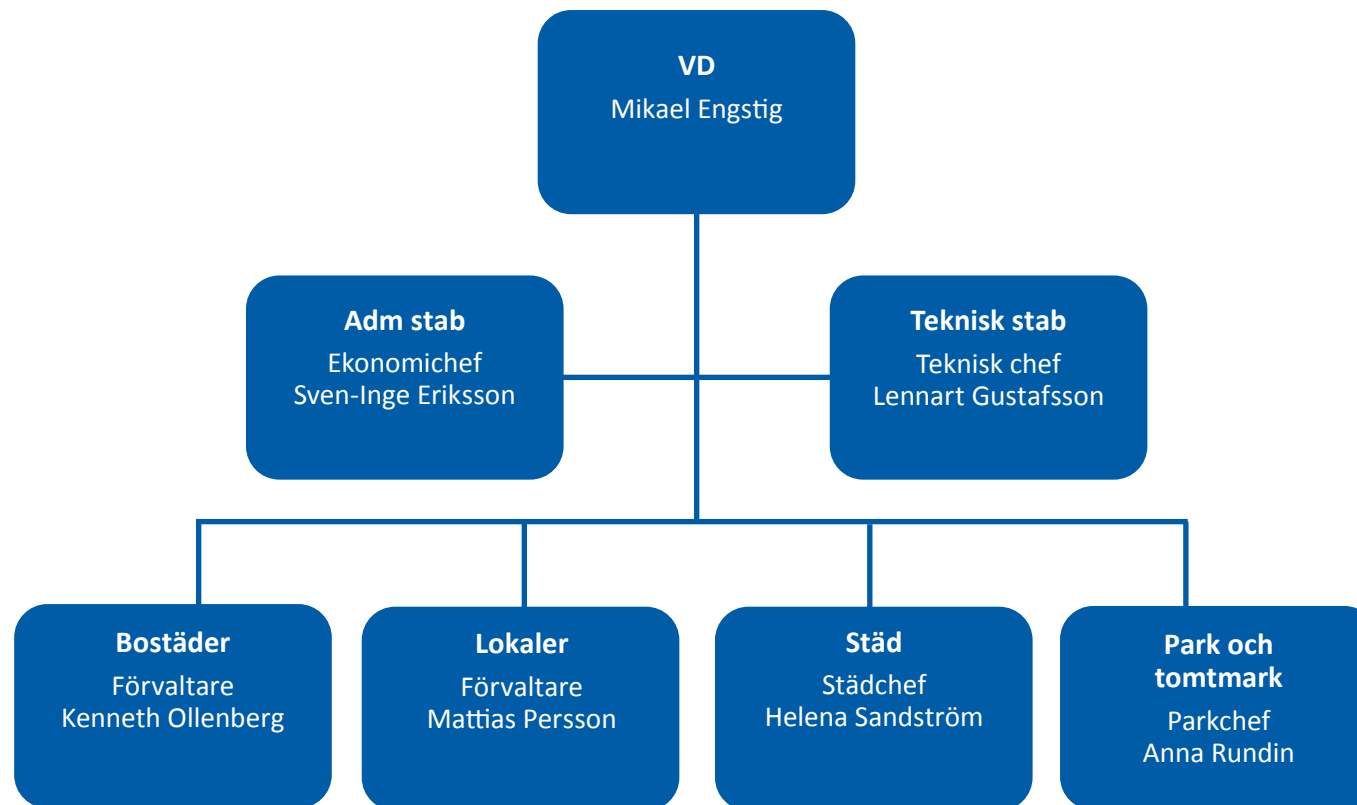 VD
Mikael Engstig
Adm stab
Ekonomichef
Sven-Inge Eriksson
Teknisk stab
Teknisk chef
Lennart Gustafsson
Bostäder
Förvaltare
Kenneth Ollenberg
Lokaler
Förvaltare
Mattias Persson
Städ
Städchef
Helena Sandström
Park och
tomtmark
Parkchef
Anna Rundin